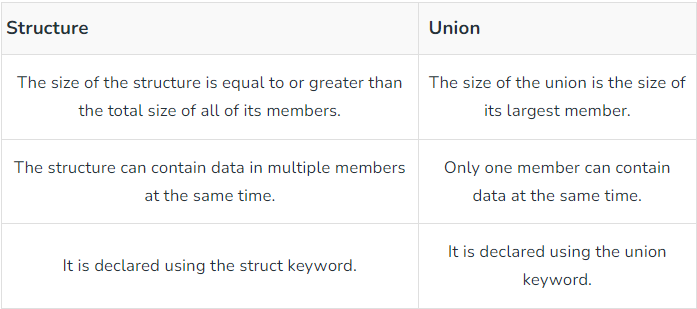 Structure
Union
The size of the structure is equal to or greater than
the total size of all of its members.
The size of the union is the size of
its largest member.
The structure can contain data in multiple members
at the same time.
Only one member can contain
data at the same time.
It is declared using the struct keyword.
It is declared using the union
keyword.